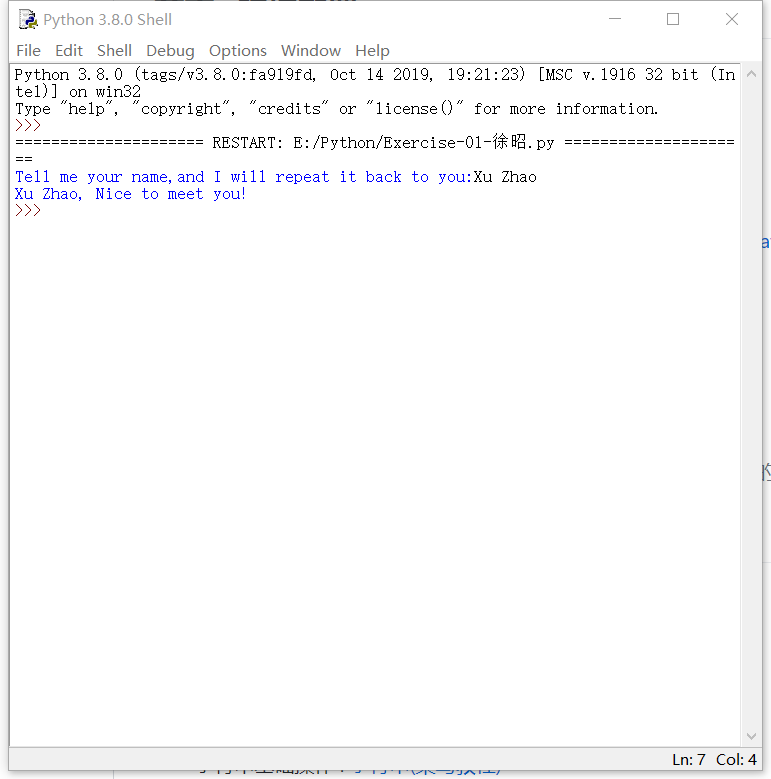 Python 3.8.0 Shell
File Edit Shell Debug Options Window Help
Python 3.8.0 (tags/v3.8.0:fa919fd, Oct 14 2019, 19:21:23) [MSC v.1916 32 bit (In
tel)] on win32
Type "help", "copyright", "credits" or "license()" for more information.
>>>
===================== RESTART: E:/Python/Exercise-01-徐昭.py ===================
==
Tell me your name,and I will repeat it back to you:Xu Zhao
Xu Zhao, Nice to meet you!
>>>
Ln: 7 Col: 4